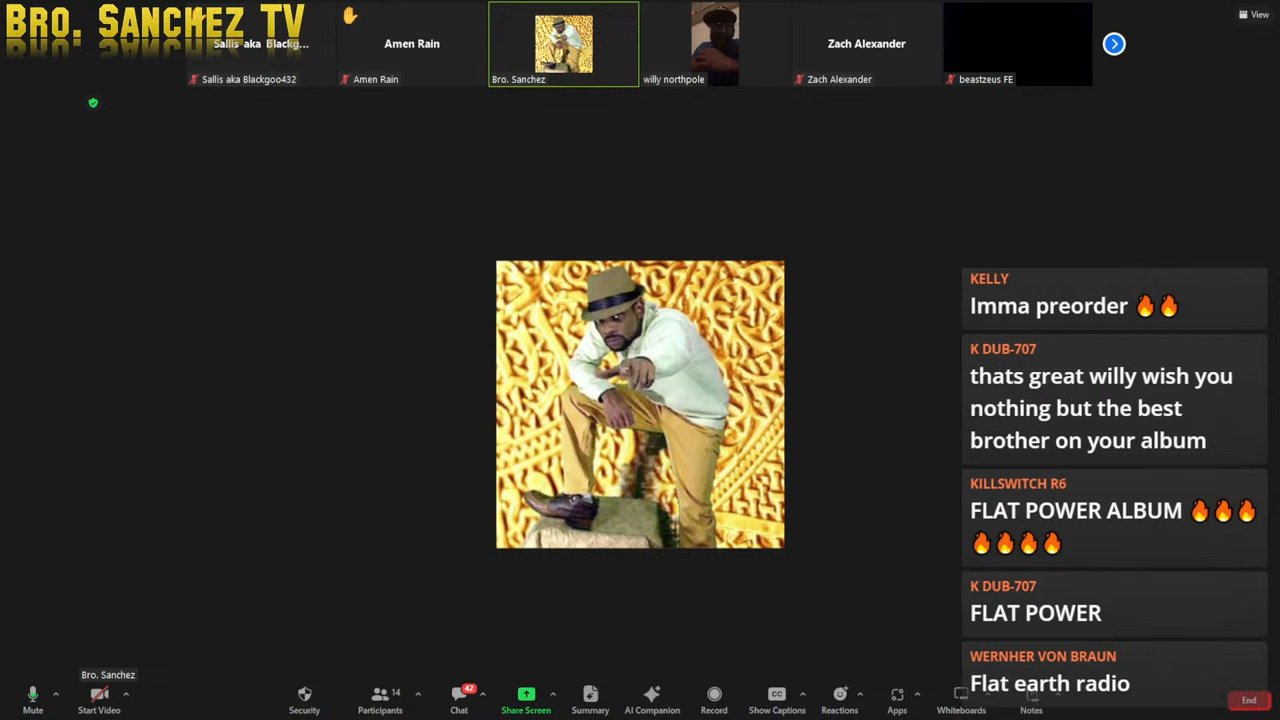 BRO. SANCHEZ TV
Sallis aka Blackg...
Amen Rain
Zach Alexander
View
Sallis aka Blackgoo432
Amen Rain
Bro. Sanchez
willy northpole
Zach Alexander
beastzeus FE
KELLY
Imma preorder 🔥🔥
K DUB-707
thats great willy wish you
nothing but the best
brother on your album
KILLSWITCH R6
FLAT POWER ALBUM 🔥🔥🔥
🔥🔥🔥🔥
K DUB-707
FLAT POWER
WERNHER VON BRAUN
Flat earth radio
Bro. Sanchez
14
42
CC
Mute
Start Video
Security
Participants
Chat
Share Screen
Summary
AI Companion
Record
Show Captions
Reactions
Apps
Whiteboards
Notes
End